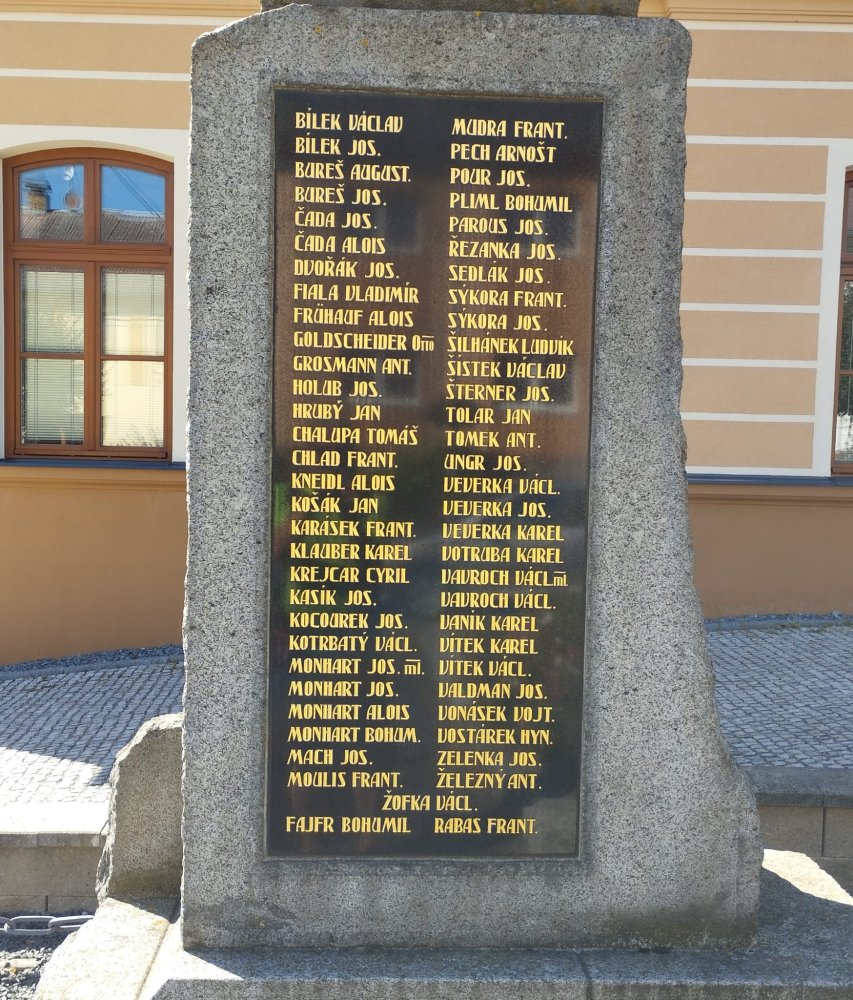 BÍLEK VÁCLAV
BÍLEK JOS.
BUREŠ AUGUST.
BUREŠ JOS.
ČADA JOS.
ČADA ALOIS
DVOŘÁK JOS.
FIALA VLADIMÍR
FRÜHAUF ALOIS
GOLDSCHEIDER OTTO
GROSMANN ANT.
HOLUB JOS.
HRUBÝ JAN
CHALUPA TOMÁŠ
CHLAD FRANT.
KNEIDL ALOIS
KOŠÁK JAN
KARÁSEK FRANT.
KLAUBER KAREL
KREJCAR CYRIL
KASÍK JOS.
KOCOUREK JOS.
KOTRBATÝ VÁCL.
MONHART JOS. ml.
MONHART JOS.
MONHART ALOIS
MONHART BOHUM.
MACH JOS.
MOULIS FRANT.
MUDRA FRANT.
PECH ARNOŠT
POUR JOS.
PLIML BOHUMIL
PAROUS JOS.
ŘEZANKA JOS.
SEDLAK JOS.
SÝKORA FRANT.
SÝKORA JOS.
ŠILHÁNEK LUDVÍK
ŠÍSTEK VÁCLAV
ŠTERNER JOS.
TOLAR JAN
TOMEK ANT.
UNGR JOS.
VEVERKA VÁCL.
VEVERKA JOS.
VEVERKA KAREL
VOTRUBA KAREL
VAVROCH VÁCL. ml.
VAVROCH VÁCL.
VANÍK KAREL
VÍTEK KAREL
VÍTEK VÁCL.
VALDMAN JOS.
VONÁSEK VOJT.
VOSTÁREK HYN.
ZELENKA JOS.
ŽELEZNÝ ANT.
ŽOFKA VÁCL.
FAJFR BOHUMIL RABAS FRANT.